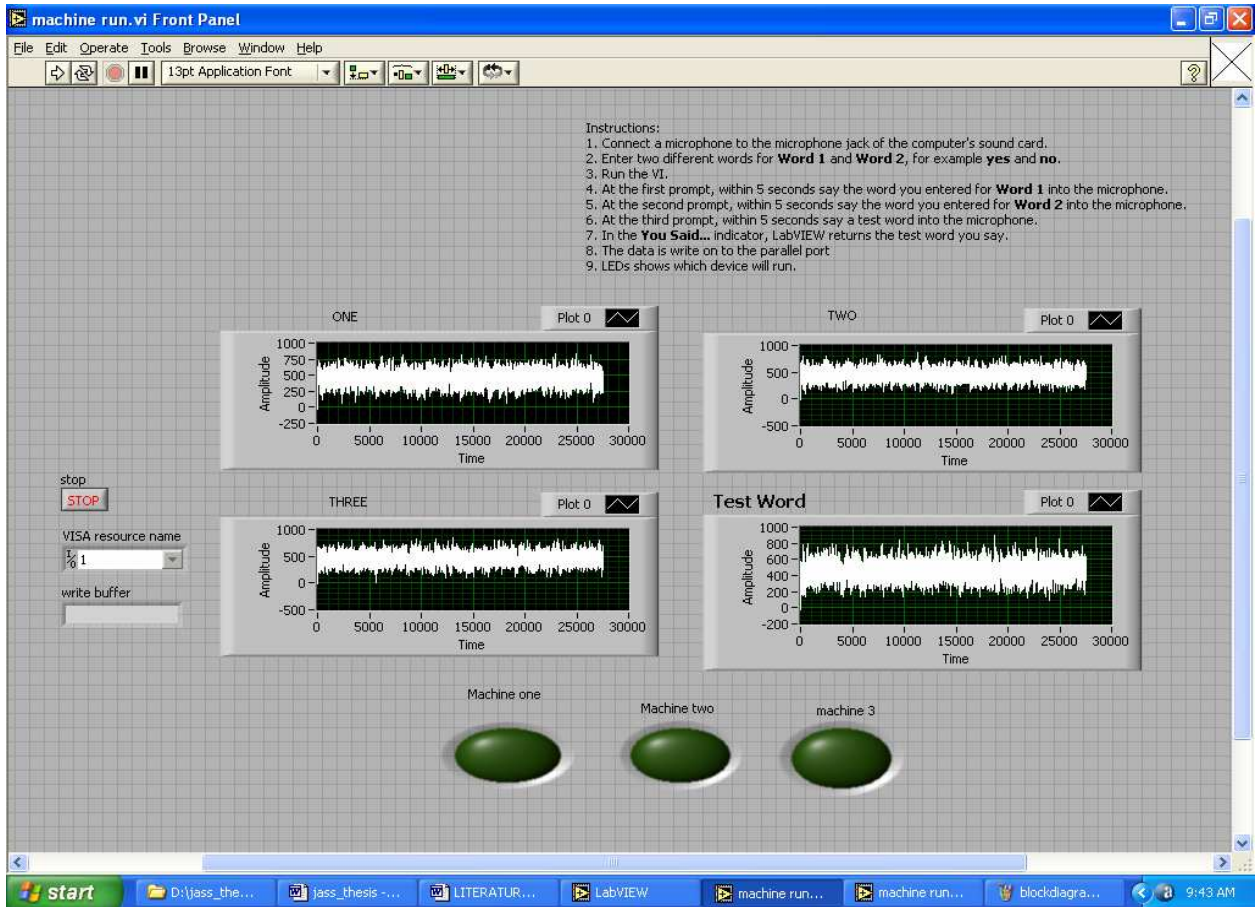 machine run.vi Front Panel
File Edit Operate Tools Browse Window Help
13pt Application Font
?
Instructions:
1. Connect a microphone to the microphone jack of the computer's sound card.
2. Enter two different words for Word 1 and Word 2, for example yes and no.
3. Run the VI.
4. At the first prompt, within 5 seconds say the word you entered for Word 1 into the microphone.
5. At the second prompt, within 5 seconds say the word you entered for Word 2 into the microphone.
6. At the third prompt, within 5 seconds say a test word into the microphone.
7. In the You Said... indicator, LabVIEW returns the test word you say.
8. The data is write on to the parallel port
9. LEDs shows which device will run.
ONE
Plot 0
1000
750
500
250
0
-250
Amplitude
0 5000 10000 15000 20000 25000 30000
Time
TWO
Plot 0
1000
500
0
-500
Amplitude
0 5000 10000 15000 20000 25000 30000
Time
stop
STOP
VISA resource name
1
write buffer
THREE
Plot 0
1000
500
0
-500
Amplitude
0 5000 10000 15000 20000 25000 30000
Time
Test Word
Plot 0
1000
800
600
400
200
0
-200
Amplitude
0 5000 10000 15000 20000 25000 30000
Time
Machine one
Machine two
machine 3
start
D:\jass_the...
jass_thesis -...
LITERATUR...
LabVIEW
machine run...
machine run...
blockdiagra...
9:43 AM